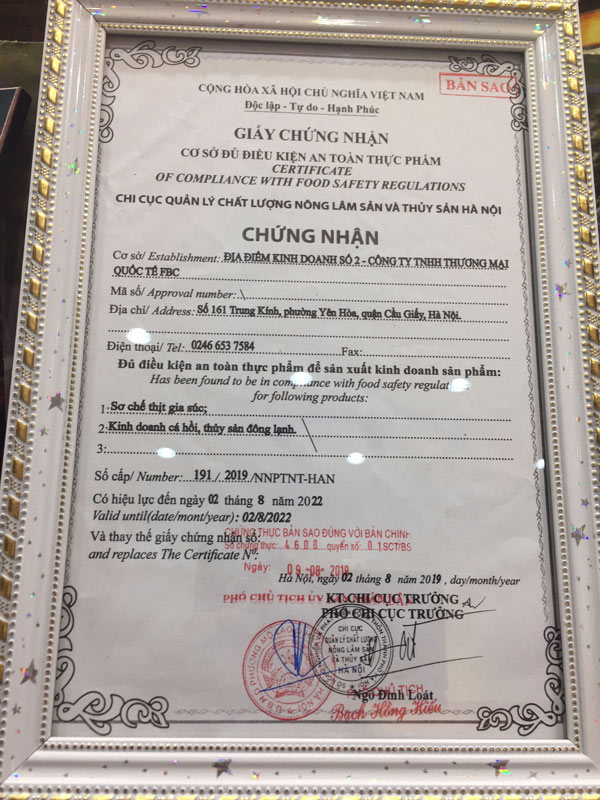 BẢN SAO
CỘNG HÒA XÃ HỘI CHỦ NGHĨA VIỆT NAM
Độc lập - Tự do - Hạnh Phúc
GIẤY CHỨNG NHẬN
CƠ SỞ ĐỦ ĐIỀU KIỆN AN TOÀN THỰC PHẨM
CERTIFICATE
OF COMPLIANCE WITH FOOD SAFETY REGULATIONS
CHI CỤC QUẢN LÝ CHẤT LƯỢNG NÔNG LÂM SẢN VÀ THỦY SẢN HÀ NỘI
CHỨNG NHẬN
Cơ sở/ Establishment: ĐỊA ĐIỂM KINH DOANH SỐ 2 - CÔNG TY TNHH THƯƠNG MẠI
QUỐC TẾ FBC
Mã số/ Approval number: \
Địa chỉ/ Address: Số 161 Trung Kính, phường Yên Hòa, quận Cầu Giấy, Hà Nội.
Điện thoại/ Tel: 0246 653 7584 Fax:
Đủ điều kiện an toàn thực phẩm để sản xuất kinh doanh sản phẩm:
Has been found to be in compliance with food safety regulat
for following products:
1. Sơ chế thịt gia súc;
2. Kinh doanh cá hồi, thủy sản đông lạnh.
3:
Số cấp/ Number: 191 / 2019 /NNPTNT-HAN
Có hiệu lực đến ngày 02 tháng 8 năm 2022
Valid until(date/mont/year): 02/8/2022
CHỨNG THỰC BẢN SAO ĐÚNG VỚI BẢN CHÍNH
Và thay thế giấy chứng nhận số:
Số chứng thực: 4600 quyển số: 01SCT/BS
and replaces The Certificate N°:
Ngày: 09-08-2019
Hà Nội, ngày 02 tháng 8 năm 2019 , day/month/year
KT.CHI CỤC TRƯỞNG
PHÓ CHỦ TỊCH
PHÓ CHI CỤC TRƯỞNG
CHI CỤC
QUẢN LÝ CHẤT LƯỢNG
NÔNG LÂM SẢN
VÀ THỦY SẢN
HÀ NỘI
Ngô Đình Loát
Bạch Hồng Hiếu